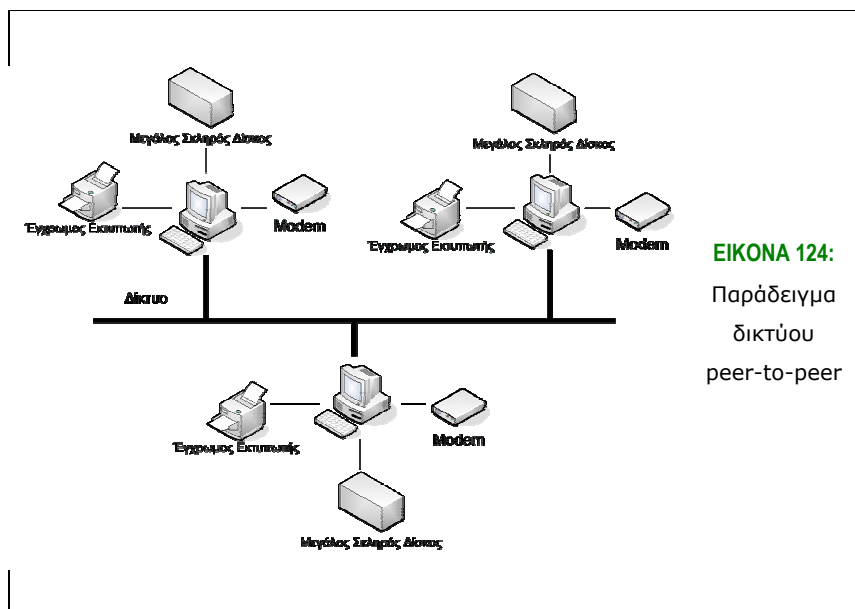 Μεγάλος Σκληρός Δίσκος
Μεγάλος Σκληρός Δίσκος
Έγχρωμος Εκτυπωτής
Modem
Έγχρωμος Εκτυπωτής
Modem
Δίκτυο
Έγχρωμος Εκτυπωτής
Modem
Μεγάλος Σκληρός Δίσκος
ΕΙΚΟΝΑ 124:
Παράδειγμα
δικτύου
peer-to-peer